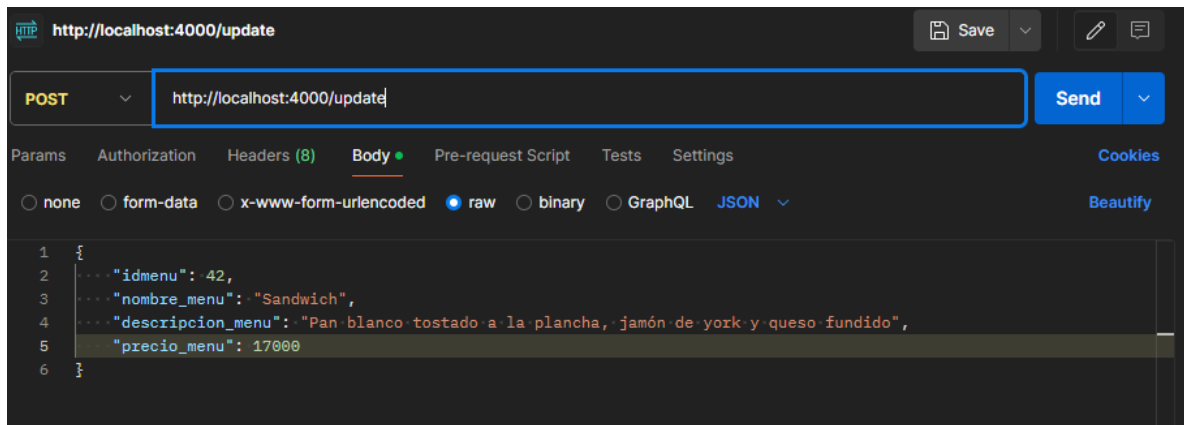 HTTP http://localhost:4000/update Save
POST http://localhost:4000/update Send
Params Authorization Headers (8) Body Pre-request Script Tests Settings Cookies
none form-data x-www-form-urlencoded raw binary GraphQL JSON Beautify
1 {
2 "idmenu": 42,
3 "nombre_menu": "Sandwich",
4 "descripcion_menu": "Pan blanco tostado a la plancha, jamón de york y queso fundido",
5 "precio_menu": 17000
6 }